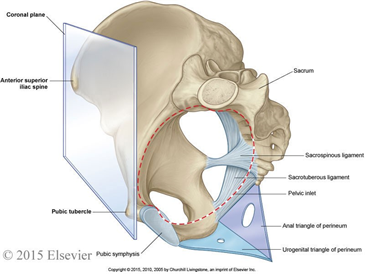 Coronal plane
Anterior superior
iliac spine
Sacrum
Sacrospinous ligament
Sacrotuberous ligament
Pelvic inlet
Pubic tubercle
Anal triangle of perineum
Urogenital triangle of perineum
Pubic symphysis
© 2015 Elsevier
Copyright © 2015, 2010, 2005 by Churchill Livingstone, an imprint of Elsevier Inc.